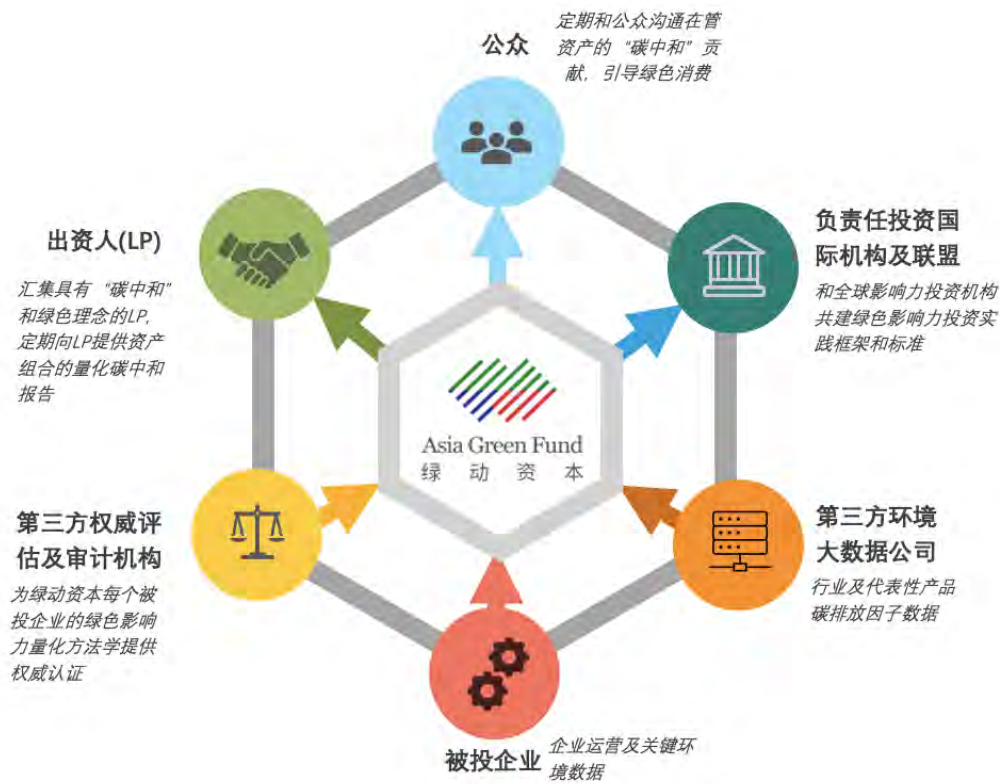 公众
定期和公众沟通在管
资产的“碳中和”贡
献，引导绿色消费
出资人(LP)
汇集具有“碳中和”
和绿色理念的LP,
定期向LP提供资产
组合的量化碳中和
报告
负责任投资国
际机构及联盟
和全球影响力投资机构
共建绿色影响力投资实
践框架和标准
Asia Green Fund
绿动资本
第三方权威评
估及审计机构
为绿动资本每个被
投企业的绿色影响
力量化方法学提供
权威认证
第三方环境
大数据公司
行业及代表性产品
碳排放因子数据
被投企业
企业运营及关键环
境数据